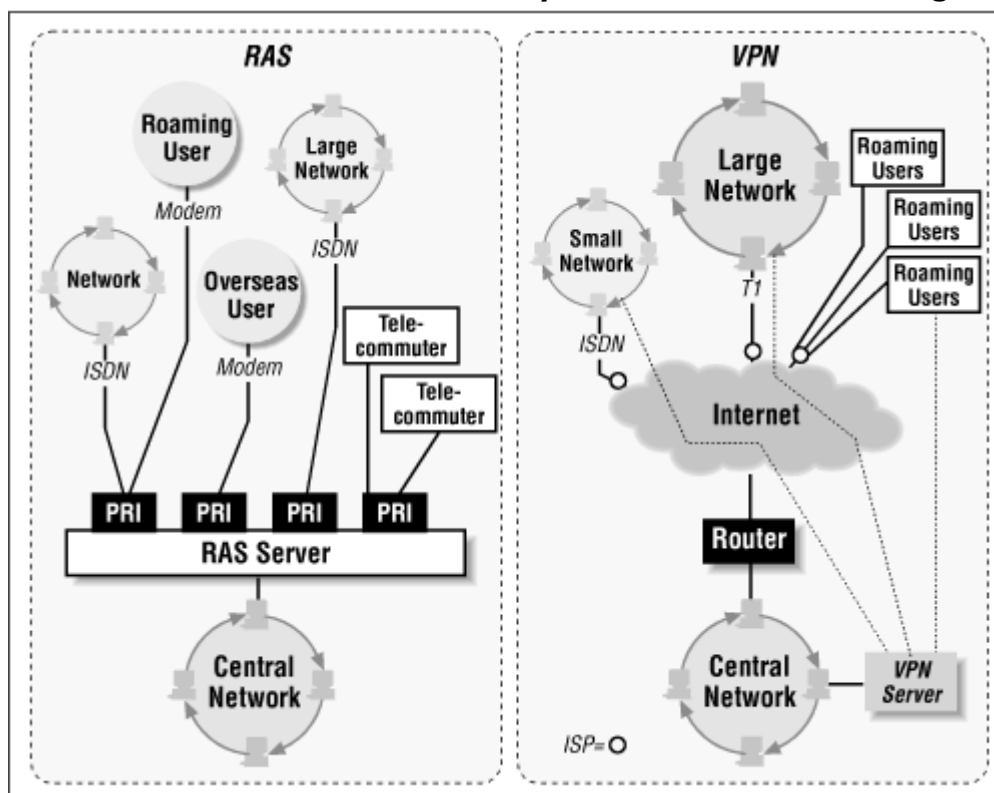 RAS
Roaming
User
Large
Network
Modem
ISDN
Network
Overseas
User
Tele-
commuter
ISDN
Modem
Tele-
commuter
PRI
PRI
PRI
PRI
RAS Server
Central
Network
VPN
Large
Network
Roaming
Users
Roaming
Users
Small
Network
Roaming
Users
T1
ISDN
Internet
Router
Central
Network
VPN
Server
ISP=